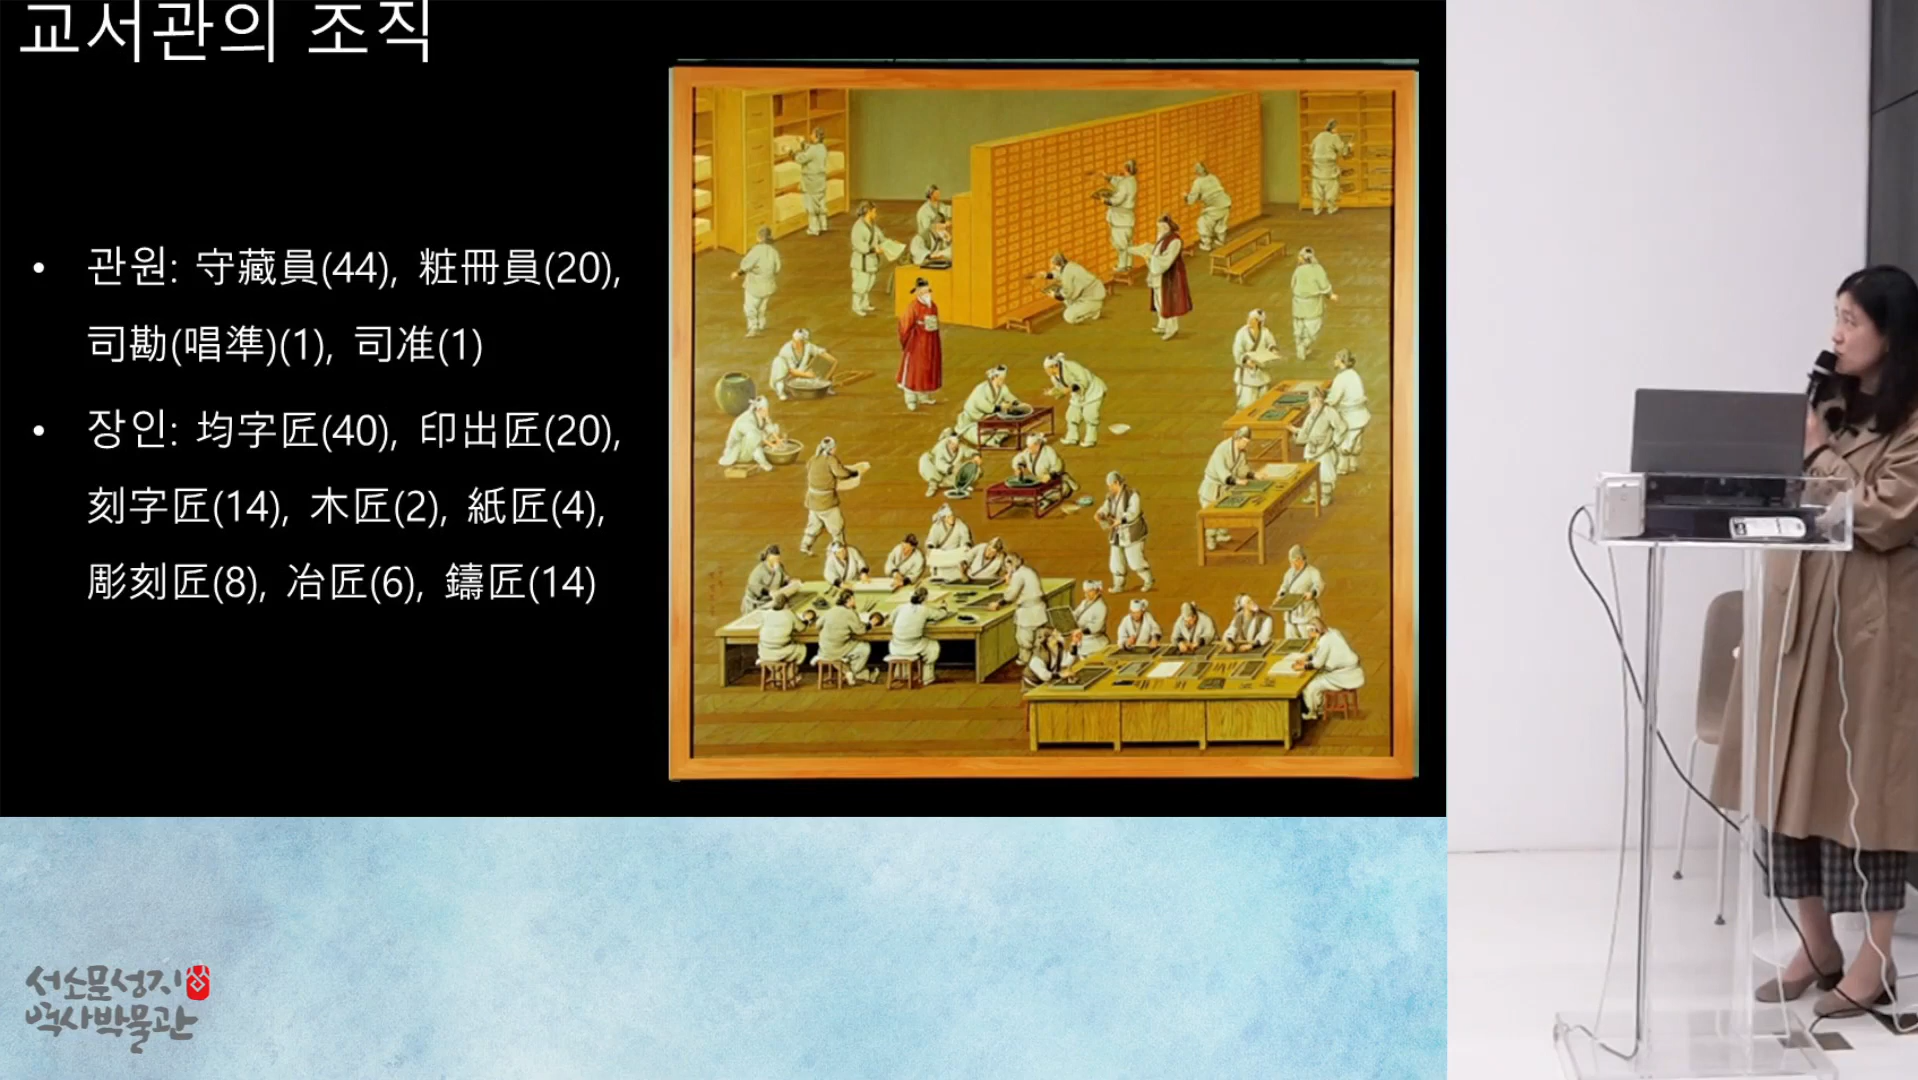 교서관의 조직
• 관원: 守藏員(44), 粧冊員(20),
司勘(唱準)(1), 司准(1)
• 장인: 均字匠(40), 印出匠(20),
刻字匠(14), 木匠(2), 紙匠(4),
彫刻匠(8), 冶匠(6), 鑄匠(14)
서소문성지
역사박물관